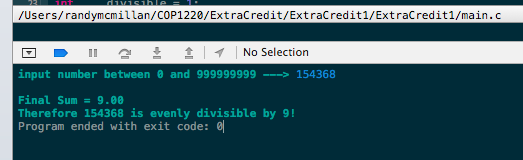 23 int divisible = 1;
/Users/randymcmillan/COP1220/ExtraCredit/ExtraCredit1/ExtraCredit1/main.c
No Selection
input number between 0 and 999999999 ---> 154368
Final Sum = 9.00
Therefore 154368 is evenly divisible by 9!
Program ended with exit code: 0